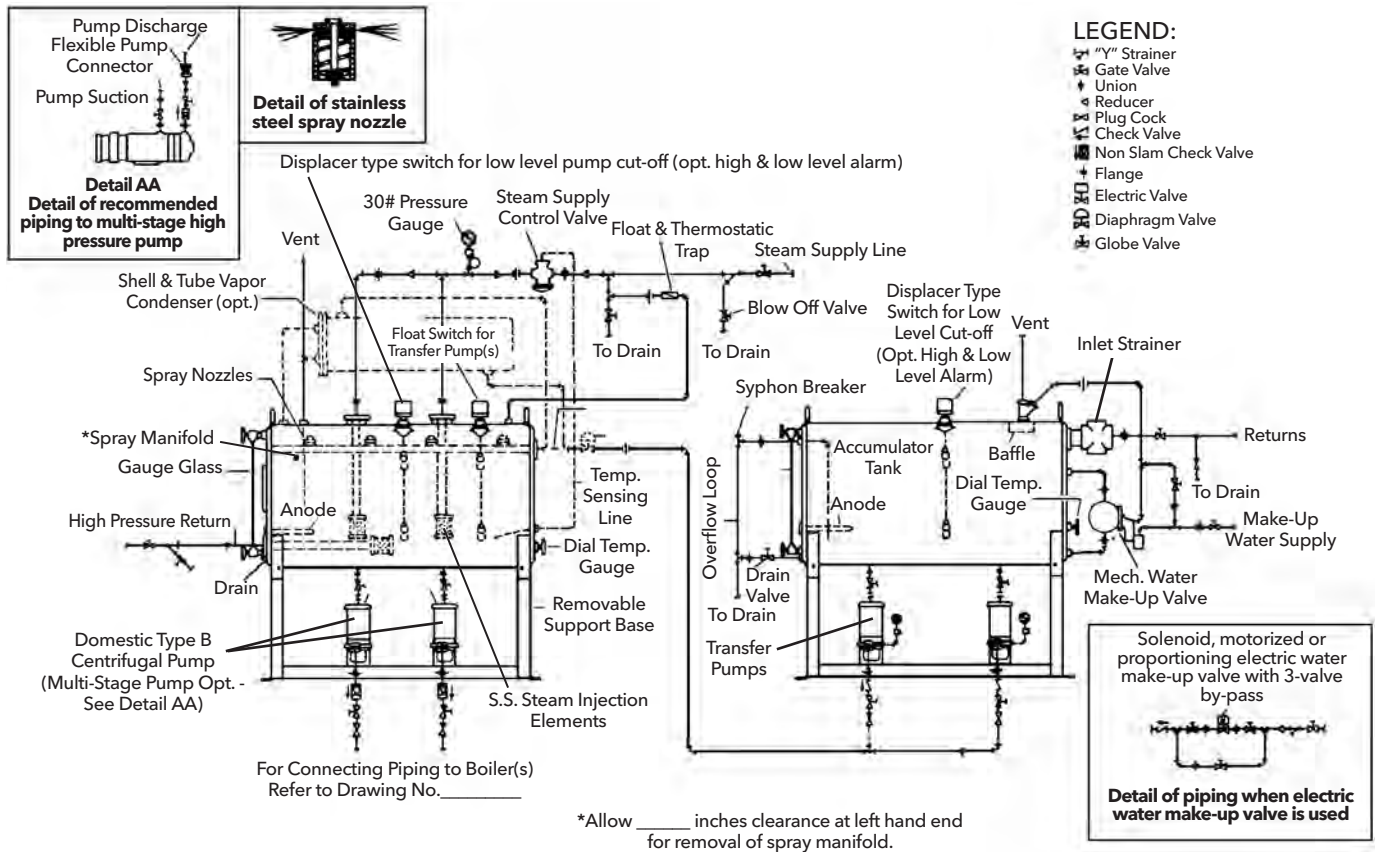 Pump Discharge
Flexible Pump
Connector
Pump Suction
Detail AA
Detail of recommended
piping to multi-stage high
pressure pump
Detail of stainless
steel spray nozzle
LEGEND:
"Y" Strainer
Gate Valve
Union
Reducer
Plug Cock
Check Valve
Non Slam Check Valve
Flange
Electric Valve
Diaphragm Valve
Globe Valve
Displacer type switch for low level pump cut-off (opt. high & low level alarm)
30# Pressure
Gauge
Steam Supply
Control Valve
Float & Thermostatic
Trap
Steam Supply Line
Vent
Shell & Tube Vapor
Condenser (opt.)
Float Switch for
Transfer Pump(s)
Blow Off Valve
To Drain
To Drain
Displacer Type
Switch for Low
Level Cut-off
(Opt. High & Low
Level Alarm)
Vent
Inlet Strainer
Spray Nozzles
*Spray Manifold
Gauge Glass
High Pressure Return
Anode
Drain
Temp.
Sensing
Line
Dial Temp.
Gauge
Removable
Support Base
Domestic Type B
Centrifugal Pump
(Multi-Stage Pump Opt. -
See Detail AA)
S.S. Steam Injection
Elements
For Connecting Piping to Boiler(s)
Refer to Drawing No._________
Syphon Breaker
Overflow Loop
Accumulator
Tank
Anode
Baffle
Dial Temp.
Gauge
Returns
To Drain
Make-Up
Water Supply
Mech. Water
Make-Up Valve
Drain
Valve
To Drain
Transfer
Pumps
Solenoid, motorized or
proportioning electric water
make-up valve with 3-valve
by-pass
Detail of piping when electric
water make-up valve is used
*Allow ______ inches clearance at left hand end
for removal of spray manifold.